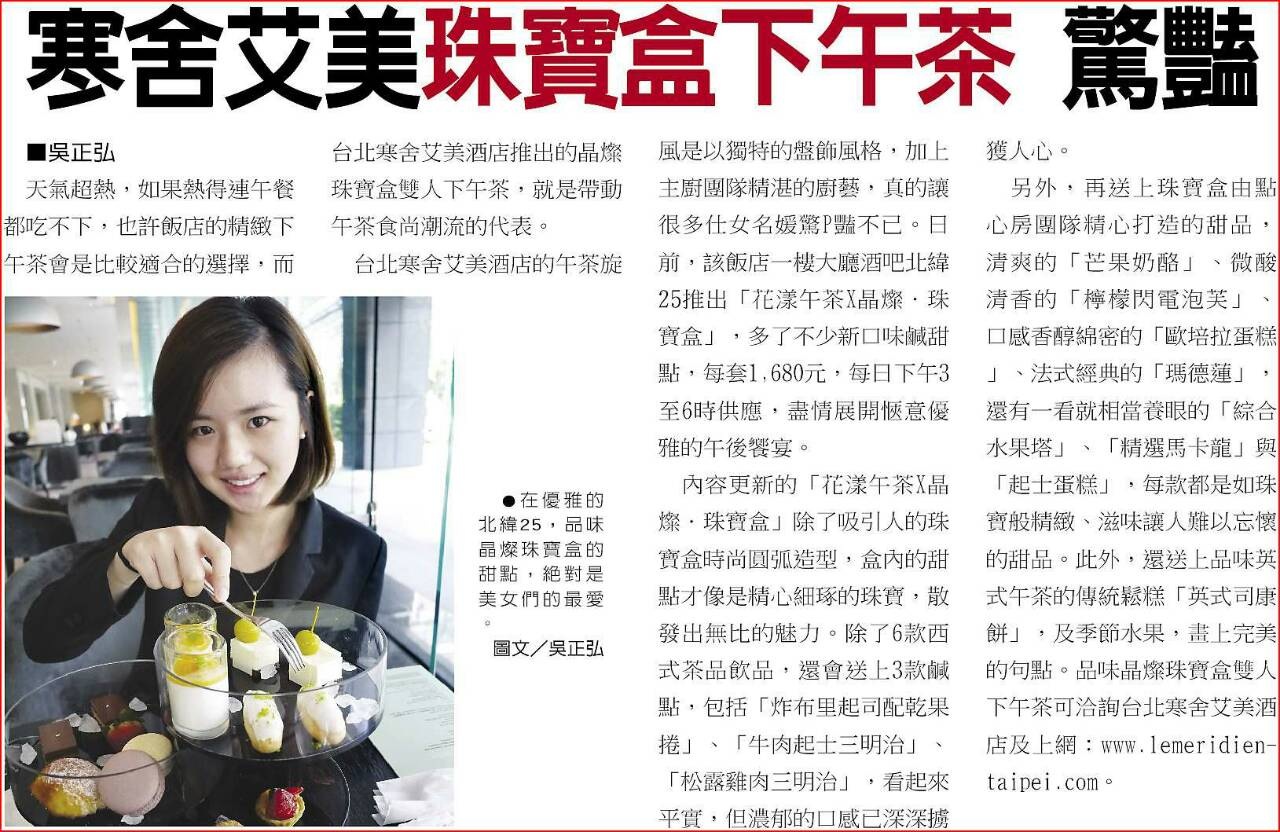 寒舍艾美珠寶盒下午茶 驚豔
■吳正弘
天氣超熱，如果熱得連午餐
都吃不下，也許飯店的精緻下
午茶會是比較適合的選擇，而
台北寒舍艾美酒店推出的晶燦
珠寶盒雙人下午茶，就是帶動
午茶食尚潮流的代表。
台北寒舍艾美酒店的午茶旋
風是以獨特的盤飾風格，加上
主廚團隊精湛的廚藝，真的讓
很多仕女名媛驚P豔不已。日
前，該飯店一樓大廳酒吧北緯
25推出「花漾午茶X晶燦．珠
寶盒」，多了不少新口味鹹甜
點，每套1,680元，每日下午3
至6時供應，盡情展開愜意優
雅的午後饗宴。
內容更新的「花漾午茶X晶
燦．珠寶盒」除了吸引人的珠
寶盒時尚圓弧造型，盒內的甜
點才像是精心細琢的珠寶，散
發出無比的魅力。除了6款西
式茶品飲品，還會送上3款鹹
點，包括「炸布里起司配乾果
捲」、「牛肉起士三明治」、
「松露雞肉三明治」，看起來
平實，但濃郁的口感已深深擄
獲人心。
另外，再送上珠寶盒由點
心房團隊精心打造的甜品，
清爽的「芒果奶酪」、微酸
清香的「檸檬閃電泡芙」、
口感香醇綿密的「歐培拉蛋糕
」、法式經典的「瑪德蓮」，
還有一看就相當養眼的「綜合
水果塔」、「精選馬卡龍」與
「起士蛋糕」，每款都是如珠
寶般精緻、滋味讓人難以忘懷
的甜品。此外，還送上品味英
式午茶的傳統鬆糕「英式司康
餅」，及季節水果，畫上完美
的句點。品味晶燦珠寶盒雙人
下午茶可洽詢台北寒舍艾美酒
店及上網：www.lemeridien-
taipei.com。
●在優雅的
北緯25，品味
晶燦珠寶盒的
甜點，絕對是
美女們的最愛
。
圖文／吳正弘